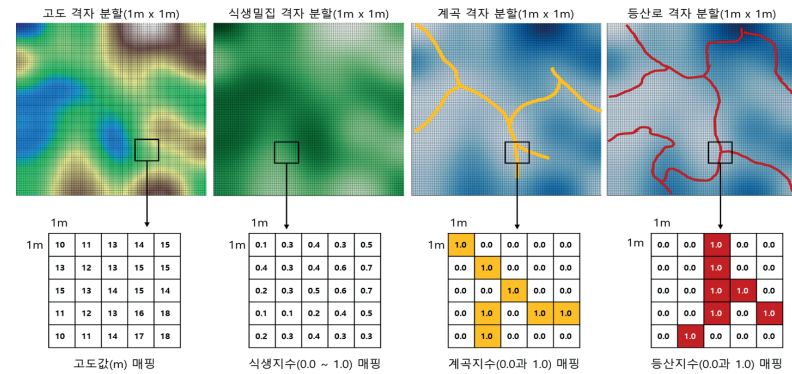 고도 격자 분할(1m x 1m)
식생밀집 격자 분할(1m x 1m)
계곡 격자 분할(1m x 1m)
등산로 격자 분할(1m x 1m)
1m
1m
10 11 13 14 15
13 12 13 15 15
15 13 13 15 14
11 12 13 16 18
10 11 14 17 18
고도값(m) 매핑
1m
1m
0.1 0.3 0.4 0.3 0.5
0.4 0.3 0.5 0.6 0.7
0.2 0.3 0.4 0.5 0.7
0.1 0.1 0.2 0.4 0.5
0.2 0.3 0.4 0.3 0.3
식생지수(0.0 ~ 1.0) 매핑
1m
1m
1.0 0.0 0.0 0.0 0.0
0.0 1.0 0.0 0.0 0.0
0.0 0.0 1.0 0.0 0.0
0.0 1.0 0.0 1.0 1.0
0.0 1.0 0.0 0.0 0.0
계곡지수(0.0과 1.0) 매핑
1m
1m
0.0 0.0 1.0 0.0 0.0
0.0 0.0 1.0 0.0 0.0
0.0 0.0 1.0 1.0 0.0
0.0 0.0 1.0 0.0 1.0
0.0 1.0 0.0 0.0 0.0
등산지수(0.0과 1.0) 매핑